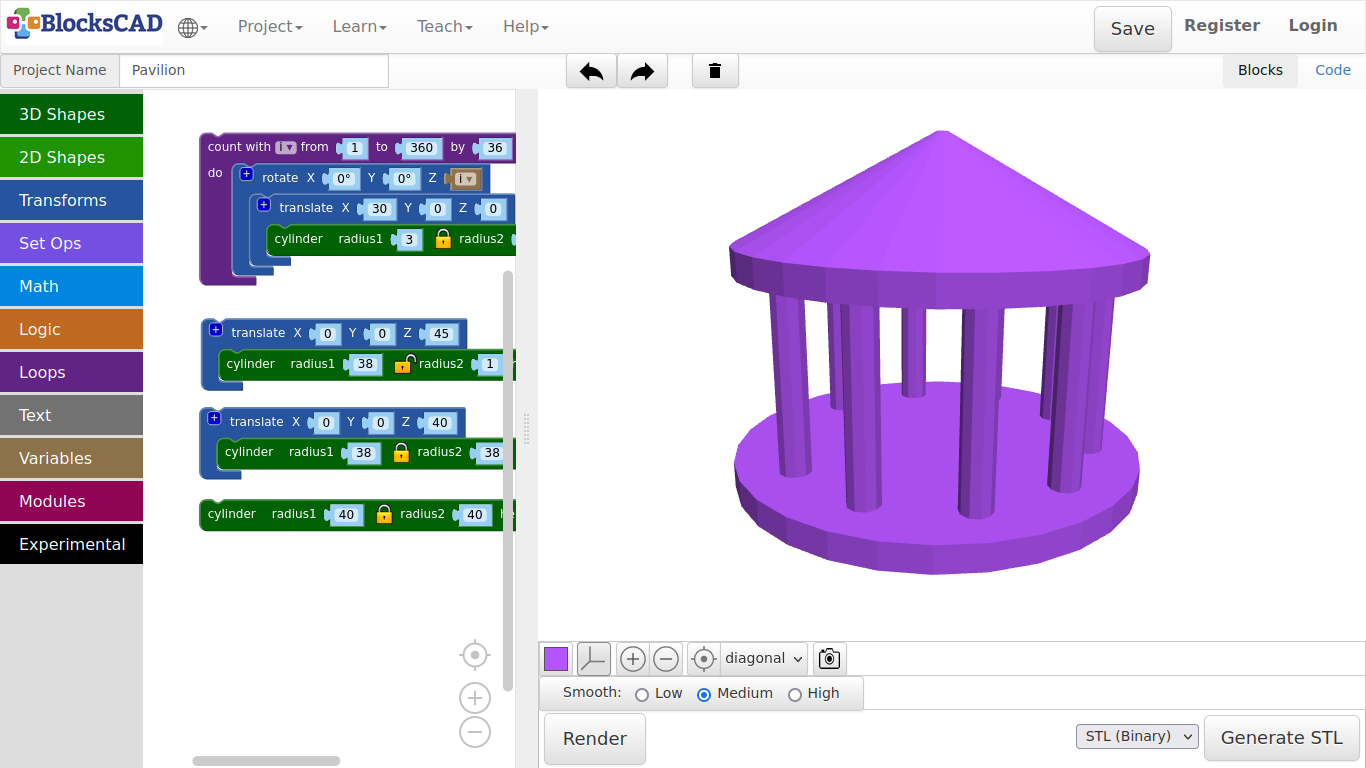 BlocksCAD Project Learn Teach Help Save Register Login
Project Name Pavilion Blocks Code
3D Shapes
2D Shapes
Transforms
Set Ops
Math
Logic
Loops
Text
Variables
Modules
Experimental
count with i from 1 to 360 by 36
do rotate X 0° Y 0° Z i
translate X 30 Y 0 Z 0
cylinder radius1 3 radius2
translate X 0 Y 0 Z 45
cylinder radius1 38 radius2 1
translate X 0 Y 0 Z 40
cylinder radius1 38 radius2 38
cylinder radius1 40 radius2 40
diagonal
Smooth: Low Medium High
Render STL (Binary) Generate STL